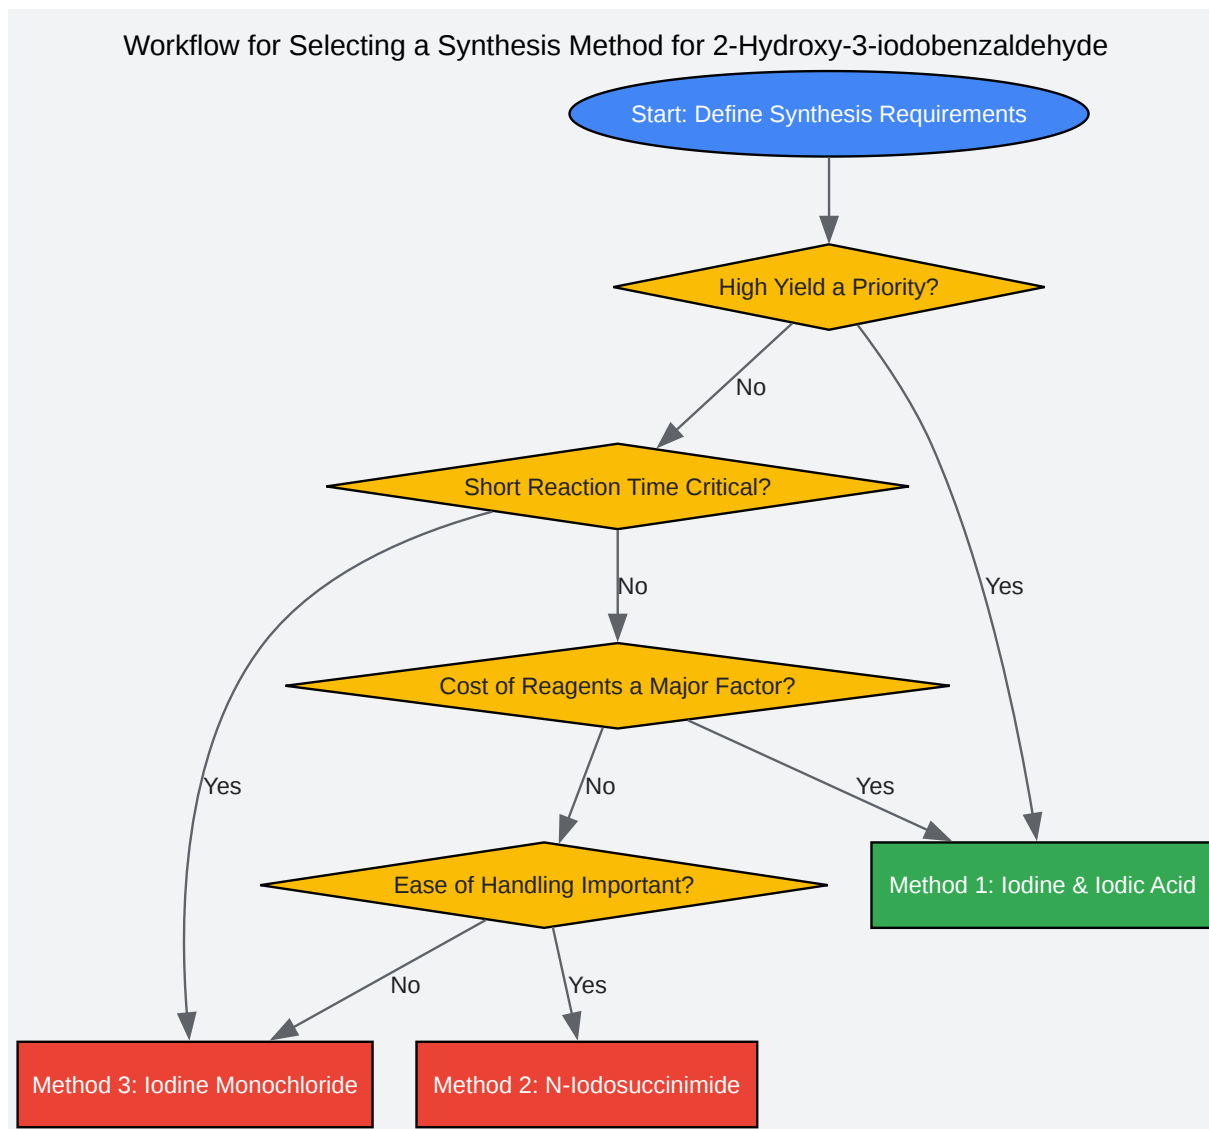 Workflow for Selecting a Synthesis Method for 2-Hydroxy-3-iodobenzaldehyde
Start: Define Synthesis Requirements
High Yield a Priority?
No
Short Reaction Time Critical?
No
Yes
Cost of Reagents a Major Factor?
Yes
No
Yes
Ease of Handling Important?
Method 1: Iodine & Iodic Acid
No
Yes
Method 3: Iodine Monochloride
Method 2: N-Iodosuccinimide